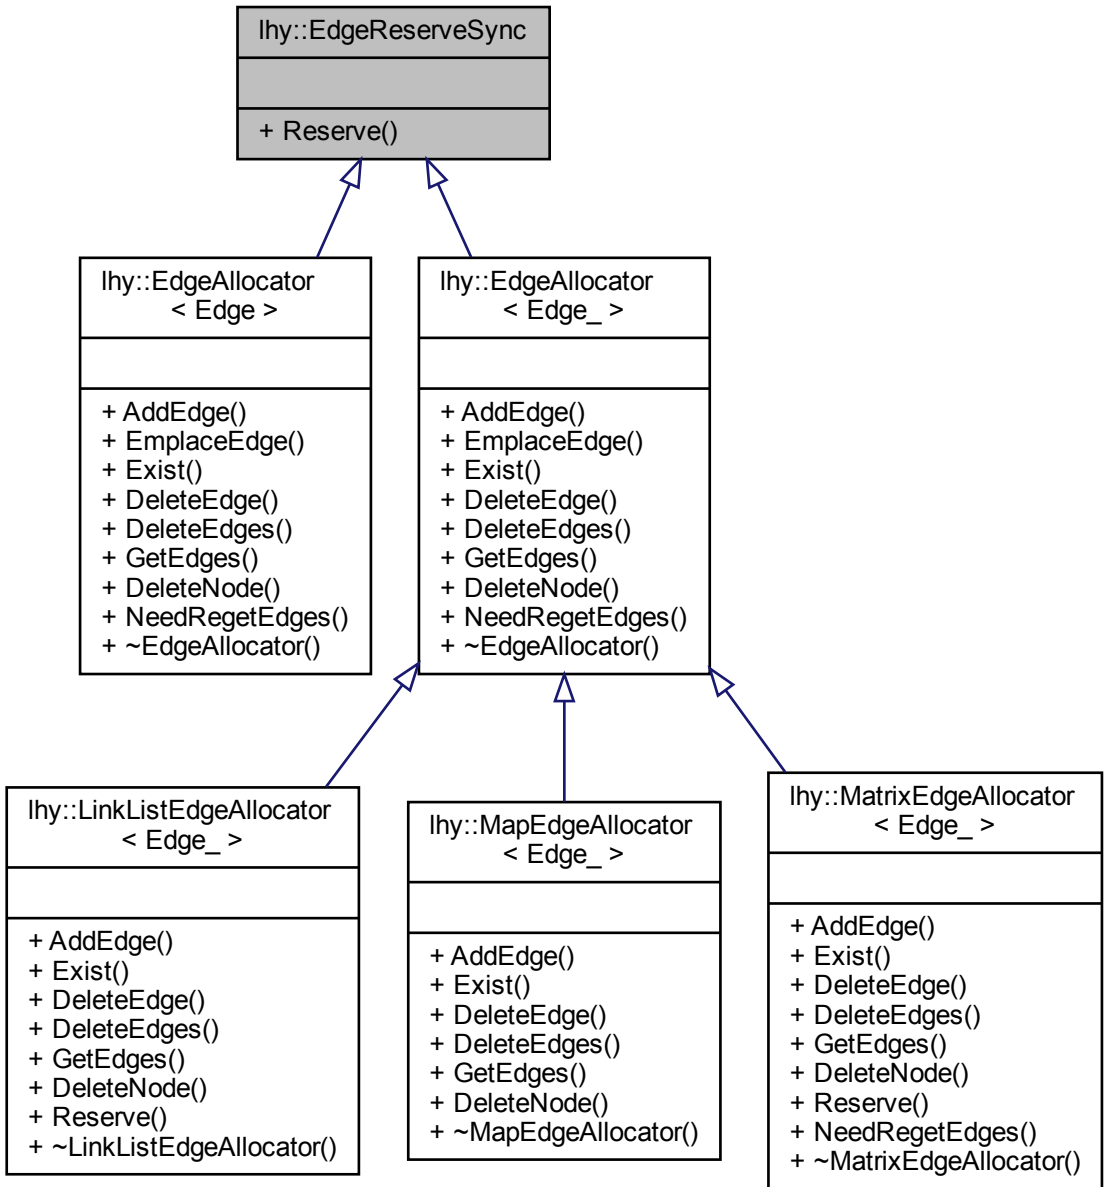 lhy::EdgeReserveSync
+ Reserve()
lhy::EdgeAllocator
< Edge >
+ AddEdge()
+ EmplaceEdge()
+ Exist()
+ DeleteEdge()
+ DeleteEdges()
+ GetEdges()
+ DeleteNode()
+ NeedRegetEdges()
+ ~EdgeAllocator()
lhy::EdgeAllocator
< Edge_ >
+ AddEdge()
+ EmplaceEdge()
+ Exist()
+ DeleteEdge()
+ DeleteEdges()
+ GetEdges()
+ DeleteNode()
+ NeedRegetEdges()
+ ~EdgeAllocator()
lhy::LinkListEdgeAllocator
< Edge_ >
+ AddEdge()
+ Exist()
+ DeleteEdge()
+ DeleteEdges()
+ GetEdges()
+ DeleteNode()
+ Reserve()
+ ~LinkListEdgeAllocator()
lhy::MapEdgeAllocator
< Edge_ >
+ AddEdge()
+ Exist()
+ DeleteEdge()
+ DeleteEdges()
+ GetEdges()
+ DeleteNode()
+ ~MapEdgeAllocator()
lhy::MatrixEdgeAllocator
< Edge_ >
+ AddEdge()
+ Exist()
+ DeleteEdge()
+ DeleteEdges()
+ GetEdges()
+ DeleteNode()
+ Reserve()
+ NeedRegetEdges()
+ ~MatrixEdgeAllocator()